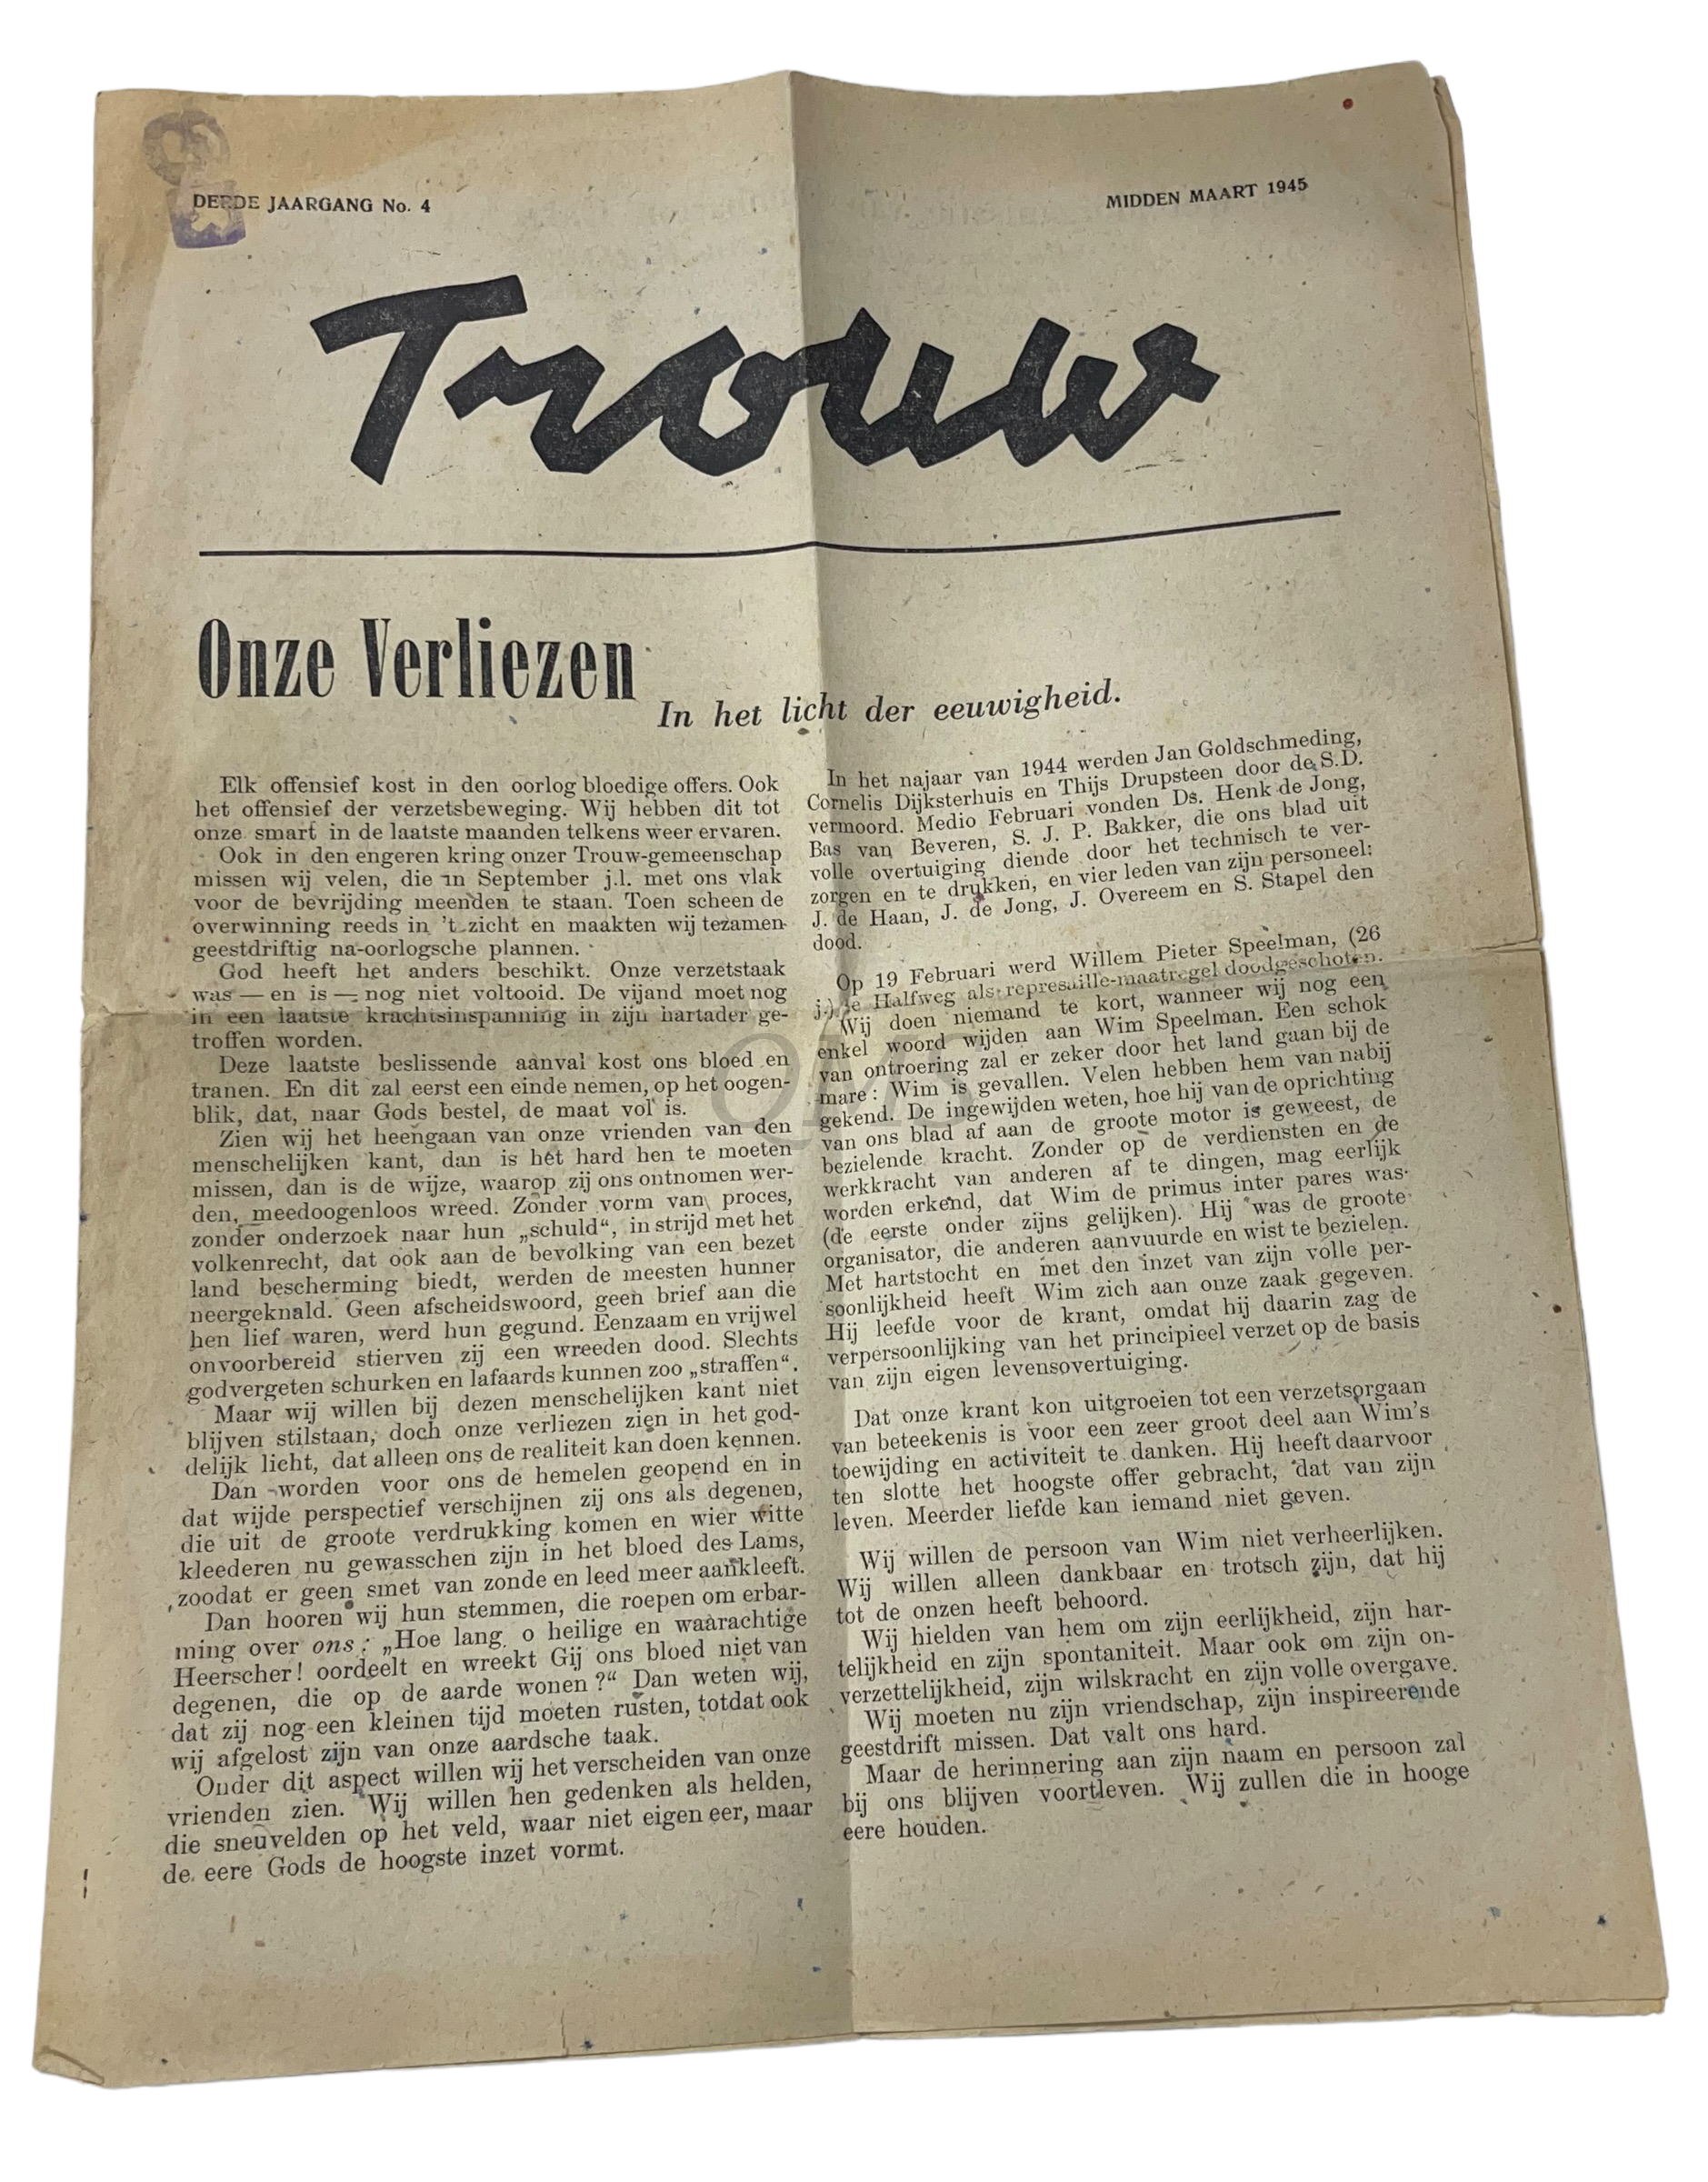 DERDE JAARGANG No. 4
MIDDEN MAART 1945
Trouw
Onze Verliezen
In het licht der eeuwigheid.
Elk offensief kost in den oorlog bloedige offers. Ook
het offensief der verzetsbeweging. Wij hebben dit tot
onze smart in de laatste maanden telkens weer ervaren.
Ook in den engeren kring onzer Trouw-gemeenschap
missen wij velen, die in September j.l. met ons vlak
voor de bevrijding meenden te staan. Toen scheen de
overwinning reeds in 't zicht en maakten wij tezamen
geestdriftig na-oorlogsche plannen.
God heeft het anders beschikt. Onze verzetstaak
was — en is — nog niet voltooid. De vijand moet nog
in een laatste krachtsinspanning in zijn hartader ge-
troffen worden.
Deze laatste beslissende aanval kost ons bloed en
tranen. En dit zal eerst een einde nemen, op het oogen-
blik, dat, naar Gods bestel, de maat vol is.
Zien wij het heengaan van onze vrienden van den
menschelijken kant, dan is het hard hen te moeten
missen, dan is de wijze, waarop zij ons ontnomen wer-
den, meedoogenloos wreed. Zonder vorm van proces,
zonder onderzoek naar hun „schuld“, in strijd met het
volkenrecht, dat ook aan de bevolking van een bezet
land bescherming biedt, werden de meesten hunner
neergeknald. Geen afscheidswoord, geen brief aan die
hen lief waren, werd hun gegund. Eenzaam en vrijwel
onvoorbereid stierven zij een wreeden dood. Slechts
godvergeten schurken en lafaards kunnen zoo „straffen“.
Maar wij willen bij dezen menschelijken kant niet
blijven stilstaan, doch onze verliezen zien in het god-
delijk licht, dat alleen ons de realiteit kan doen kennen.
Dan worden voor ons de hemelen geopend en in
dat wijde perspectief verschijnen zij ons als degenen,
die uit de groote verdrukking komen en wier witte
kleederen nu gewasschen zijn in het bloed des Lams,
zoodat er geen smet van zonde en leed meer aankleeft.
Dan hooren wij hun stemmen, die roepen om erbar-
ming over ons: „Hoe lang, o heilige en waarachtige
Heerscher! oordeelt en wreekt Gij ons bloed niet van
degenen, die op de aarde wonen?“ Dan weten wij,
dat zij nog een kleinen tijd moeten rusten, totdat ook
wij afgelost zijn van onze aardsche taak.
Onder dit aspect willen wij het verscheiden van onze
vrienden zien. Wij willen hen gedenken als helden,
die sneuvelden op het veld, waar niet eigen eer, maar
de eere Gods de hoogste inzet vormt.
In het najaar van 1944 werden Jan Goldschmeding,
Cornelis Dijksterhuis en Thijs Drupsteen door de S.D.
vermoord. Medio Februari vonden Ds. Henk de Jong,
Bas van Beveren, S. J. P. Bakker, die ons blad uit
volle overtuiging diende door het technisch te ver-
zorgen en te drukken, en vier leden van zijn personeel:
J. de Haan, J. de Jong, J. Overeem en S. Stapel den
dood.
Op 19 Februari werd Willem Pieter Speelman, (26
j.) te Halfweg als represaille-maatregel doodgeschoten.
Wij doen niemand te kort, wanneer wij nog een
enkel woord wijden aan Wim Speelman. Een schok
van ontroering zal er zeker door het land gaan bij de
mare: Wim is gevallen. Velen hebben hem van nabij
gekend. De ingewijden weten, hoe hij van de oprichting
van ons blad af aan de groote motor is geweest, de
bezielende kracht. Zonder op de verdiensten en de
werkkracht van anderen af te dingen, mag eerlijk
worden erkend, dat Wim de primus inter pares was
(de eerste onder zijns gelijken). Hij was de groote
organisator, die anderen aanvuurde en wist te bezielen.
Met hartstocht en met den inzet van zijn volle per-
soonlijkheid heeft Wim zich aan onze zaak gegeven.
Hij leefde voor de krant, omdat hij daarin zag de
verpersoonlijking van het principieel verzet op de basis
van zijn eigen levensovertuiging.
Dat onze krant kon uitgroeien tot een verzetsorgaan
van beteekenis is voor een zeer groot deel aan Wim's
toewijding en activiteit te danken. Hij heeft daarvoor
ten slotte het hoogste offer gebracht, dat van zijn
leven. Meerder liefde kan iemand niet geven.
Wij willen de persoon van Wim niet verheerlijken.
Wij willen alleen dankbaar en trotsch zijn, dat hij
tot de onzen heeft behoord.
Wij hielden van hem om zijn eerlijkheid, zijn har-
telijkheid en zijn spontaniteit. Maar ook om zijn on-
verzettelijkheid, zijn wilskracht en zijn volle overgave.
Wij moeten nu zijn vriendschap, zijn inspireerende
geestdrift missen. Dat valt ons hard.
Maar de herinnering aan zijn naam en persoon zal
bij ons blijven voortleven. Wij zullen die in hooge
eere houden.